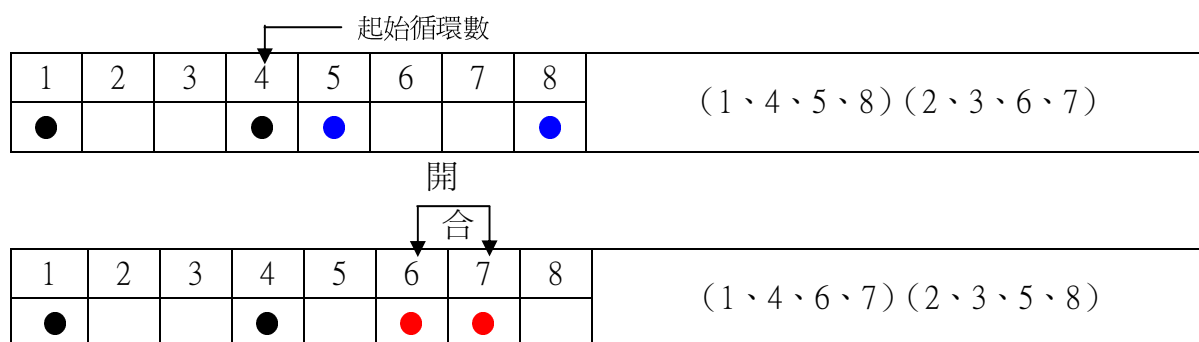 起始循環數
1 2 3 4 5 6 7 8 (1、4、5、8)(2、3、6、7)
開
合
1 2 3 4 5 6 7 8 (1、4、6、7)(2、3、5、8)